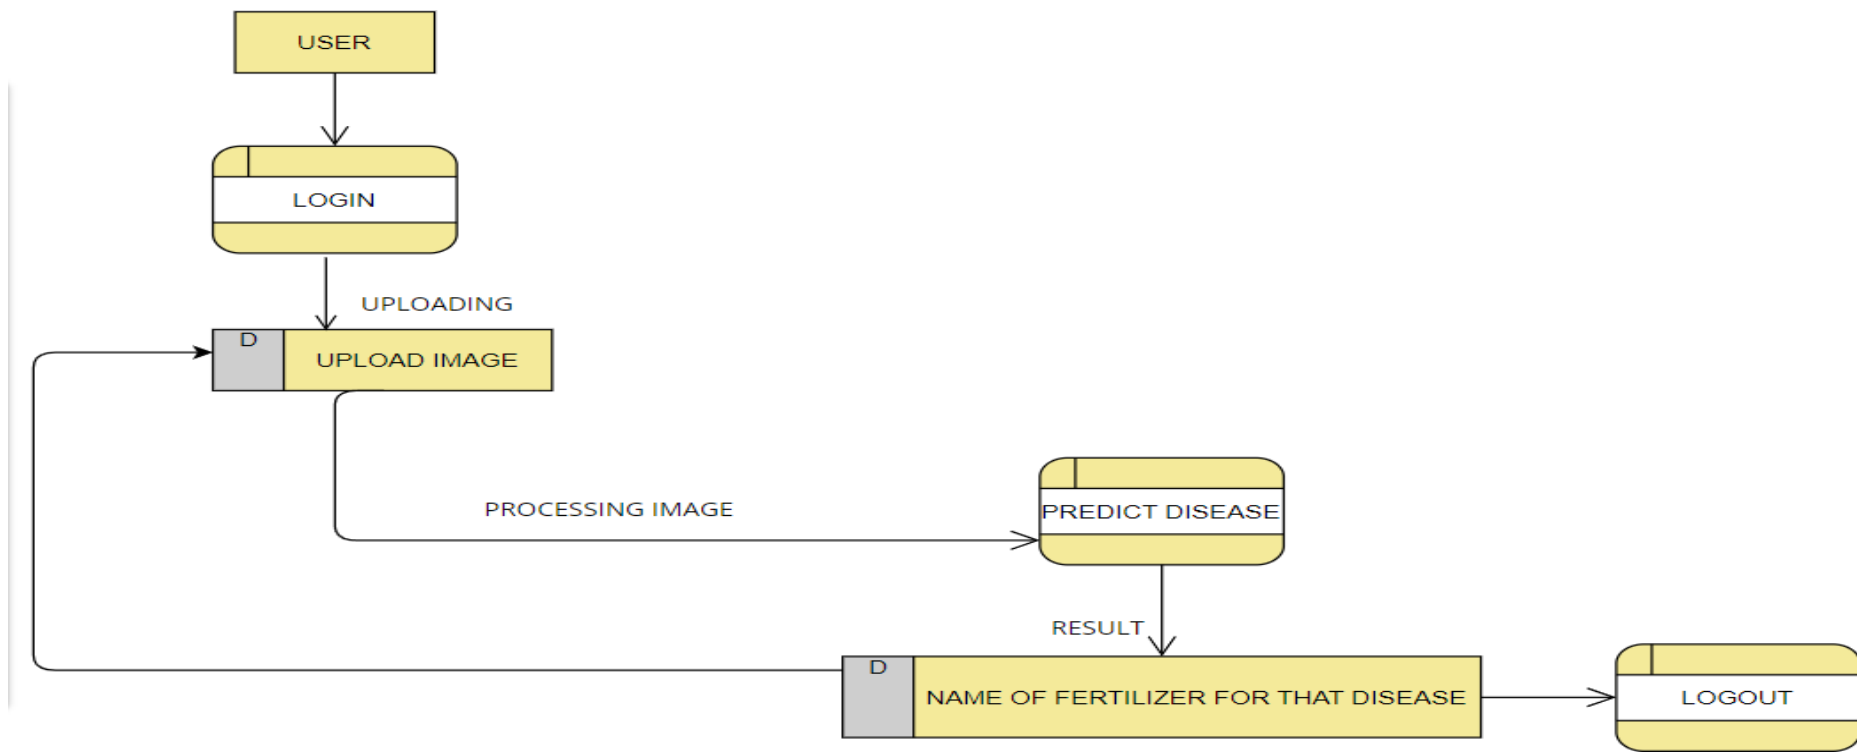 USER
LOGIN
UPLOADING
D
UPLOAD IMAGE
PROCESSING IMAGE
PREDICT DISEASE
RESULT
D
NAME OF FERTILIZER FOR THAT DISEASE
LOGOUT